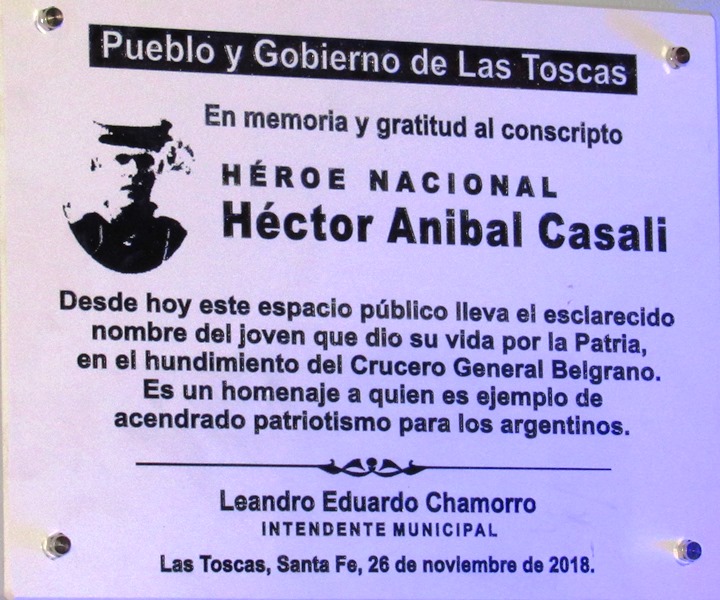 Pueblo y Gobierno de Las Toscas
En memoria y gratitud al conscripto
HÉROE NACIONAL
Héctor Anibal Casali
Desde hoy este espacio público lleva el esclarecido
nombre del joven que dio su vida por la Patria,
en el hundimiento del Crucero General Belgrano.
Es un homenaje a quien es ejemplo de
acendrado patriotismo para los argentinos.
Leandro Eduardo Chamorro
INTENDENTE MUNICIPAL
Las Toscas, Santa Fe, 26 de noviembre de 2018.